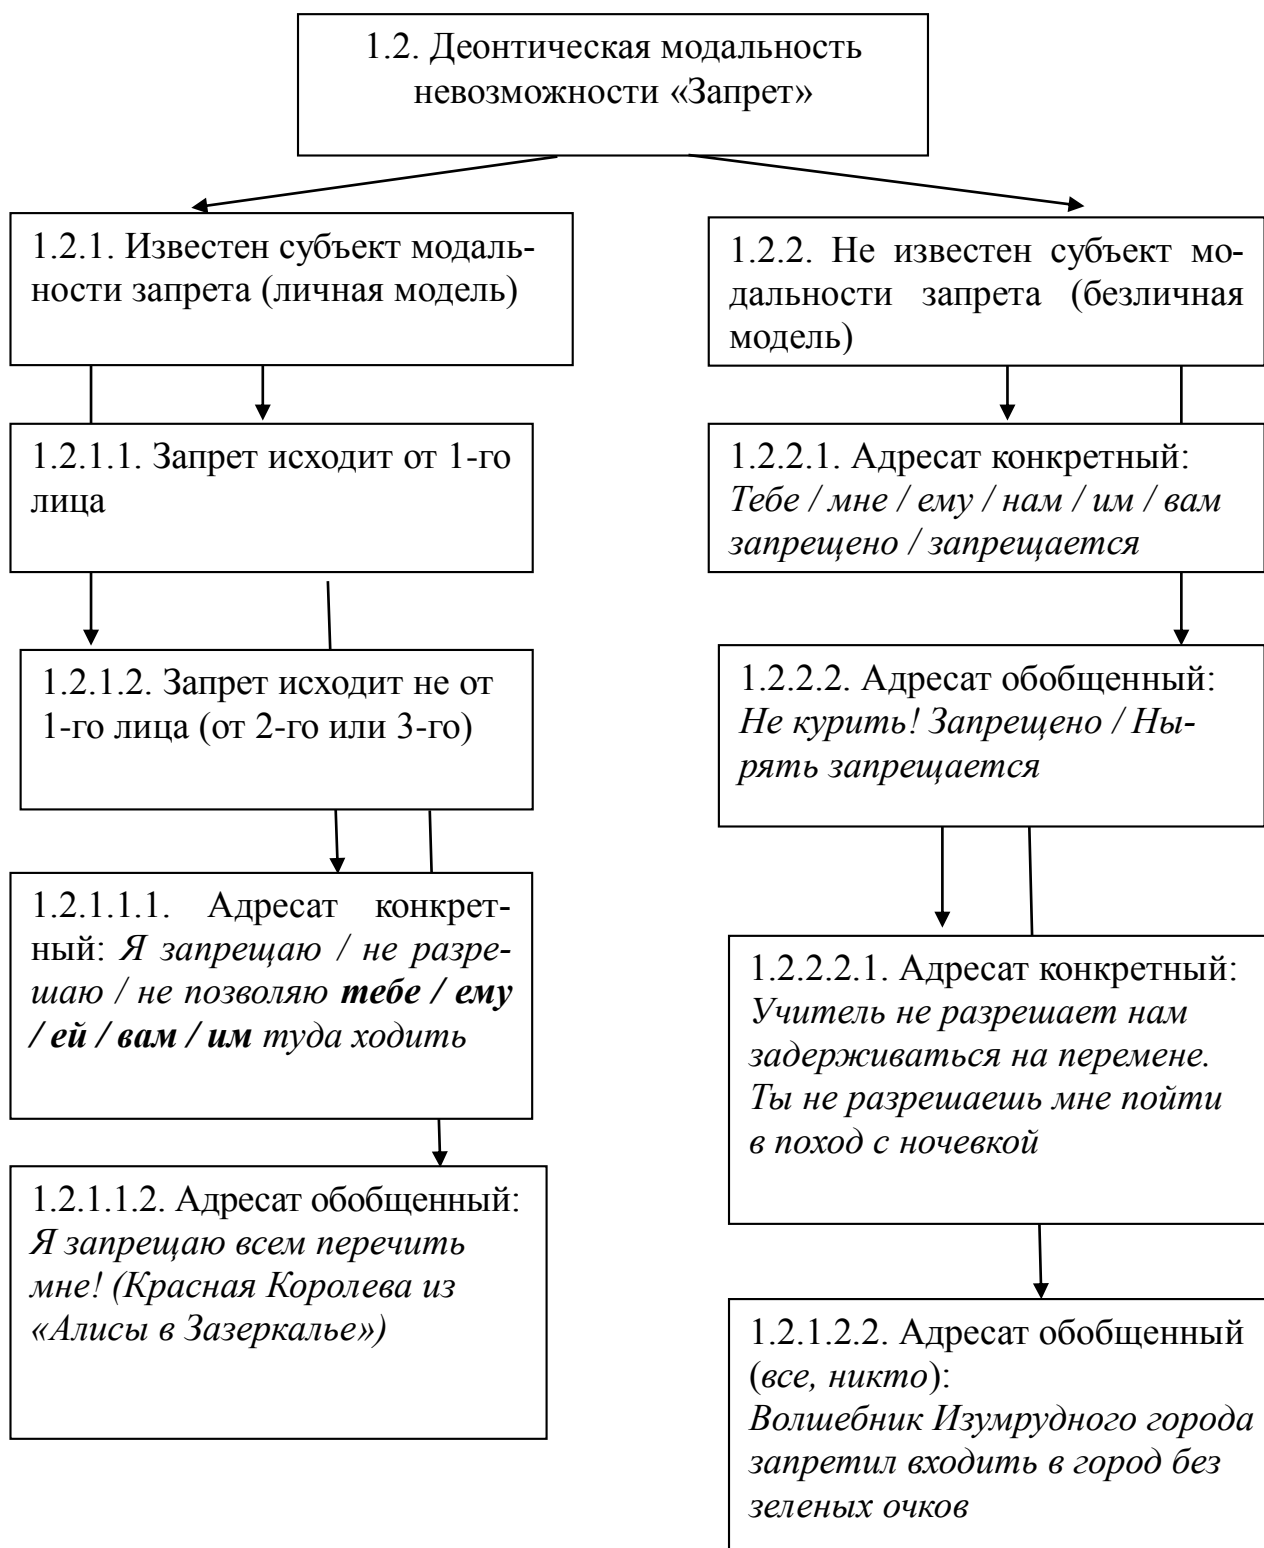 1.2. Деонтическая модальность
невозможности «Запрет»
1.2.1. Известен субъект модаль-
ности запрета (личная модель)
1.2.2. Не известен субъект мо-
дальности запрета (безличная
модель)
1.2.1.1. Запрет исходит от 1-го
лица
1.2.2.1. Адресат конкретный:
Тебе / мне / ему / нам / им / вам
запрещено / запрещается
1.2.1.2. Запрет исходит не от
1-го лица (от 2-го или 3-го)
1.2.2.2. Адресат обобщенный:
Не курить! Запрещено / Ны-
рять запрещается
1.2.1.1.1. Адресат конкрет-
ный: Я запрещаю / не разре-
шаю / не позволяю тебе / ему
/ ей / вам / им туда ходить
1.2.2.2.1. Адресат конкретный:
Учитель не разрешает нам
задерживаться на перемене.
Ты не разрешаешь мне пойти
в поход с ночевкой
1.2.1.1.2. Адресат обобщенный:
Я запрещаю всем перечить
мне! (Красная Королева из
«Алисы в Зазеркалье»)
1.2.1.2.2. Адресат обобщенный
(все, никто):
Волшебник Изумрудного города
запретил входить в город без
зеленых очков